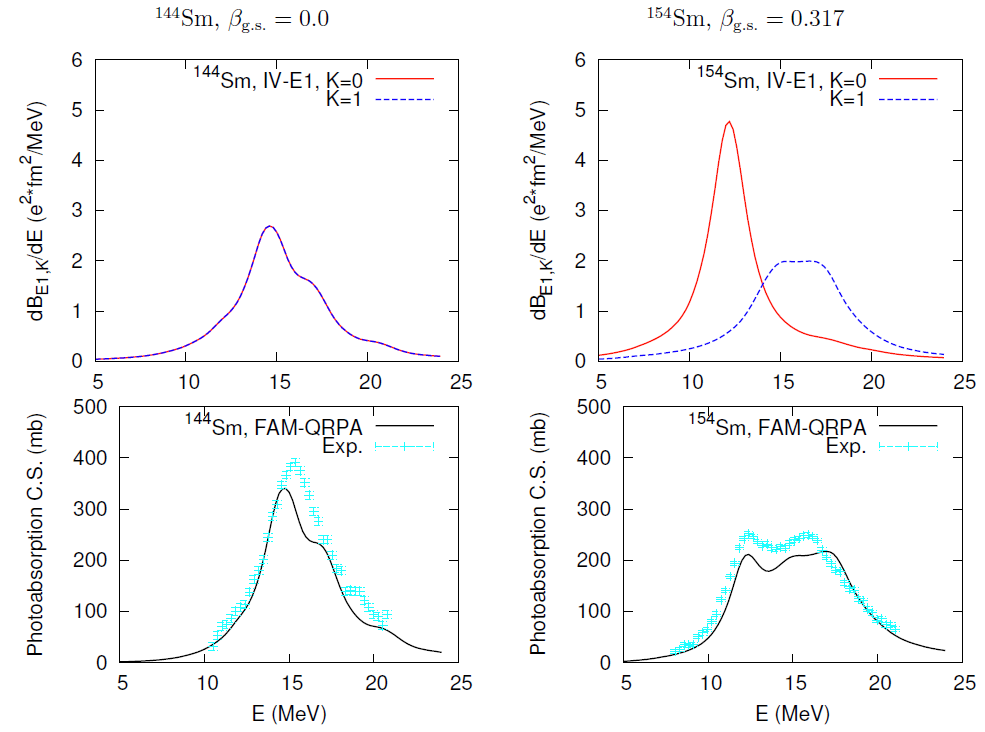 ¹⁴⁴Sm, β_g.s. = 0.0
¹⁵⁴Sm, β_g.s. = 0.317
dB_E1,K/dE (e²*fm²/MeV)
6
5
4
3
2
1
0
¹⁴⁴Sm, IV-E1, K=0
K=1
5 10 15 20 25
dB_E1,K/dE (e²*fm²/MeV)
6
5
4
3
2
1
0
¹⁵⁴Sm, IV-E1, K=0
K=1
5 10 15 20 25
Photoabsorption C.S. (mb)
500
400
300
200
100
0
¹⁴⁴Sm, FAM-QRPA
Exp.
5 10 15 20 25
E (MeV)
Photoabsorption C.S. (mb)
500
400
300
200
100
0
¹⁵⁴Sm, FAM-QRPA
Exp.
5 10 15 20 25
E (MeV)